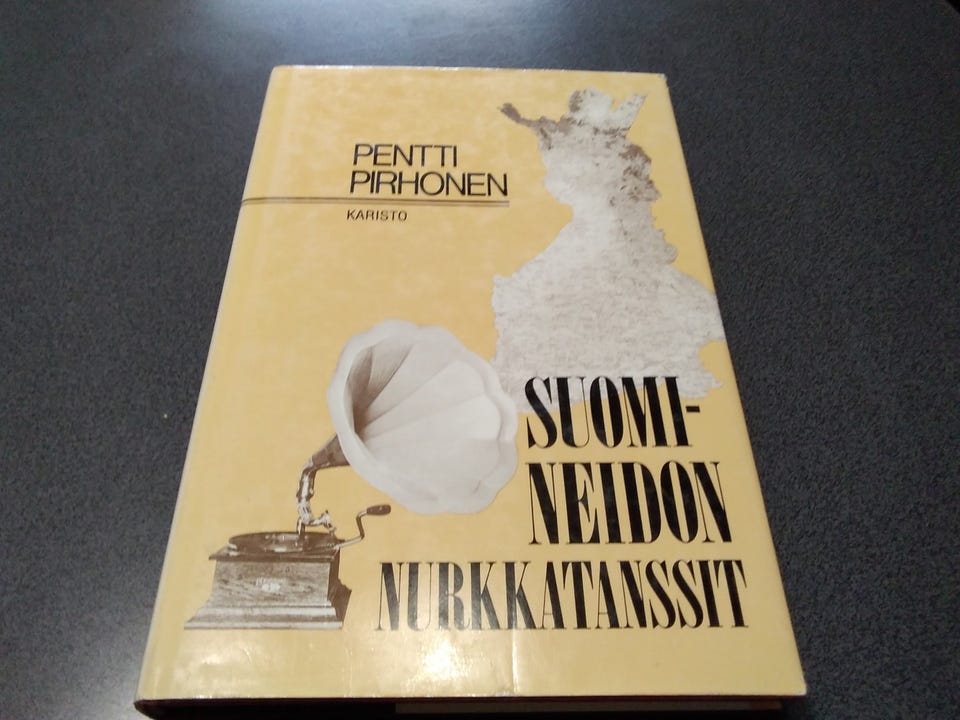 PENTTI
PIRHONEN
KARISTO
SUOMI-
NEIDON
NURKKATANSSIT